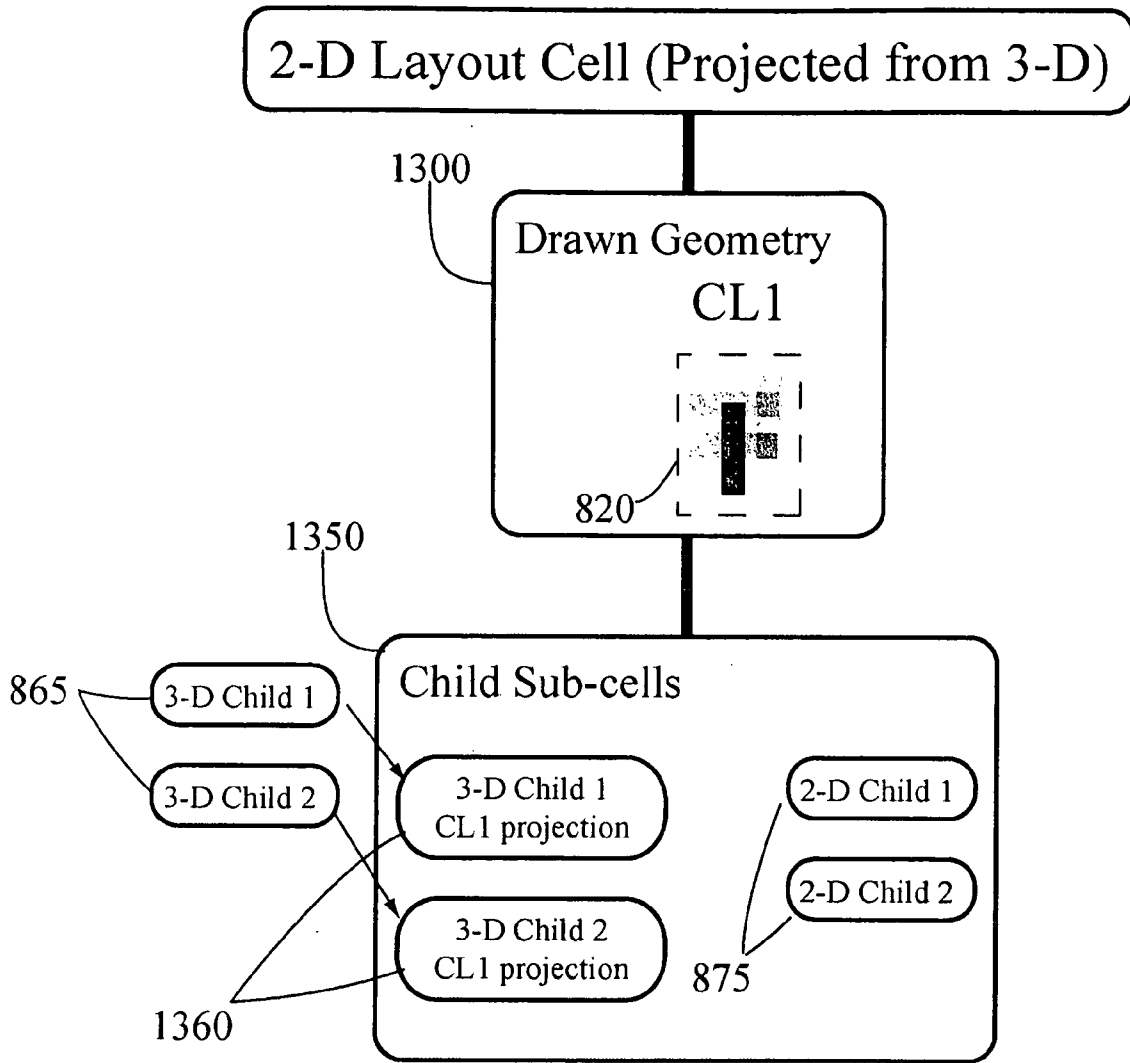 2-D Layout Cell (Projected from 3-D)
1300
Drawn Geometry
CL1
820
1350
Child Sub-cells
865
3-D Child 1
3-D Child 2
3-D Child 1
CL1 projection
3-D Child 2
CL1 projection
2-D Child 1
2-D Child 2
875
1360